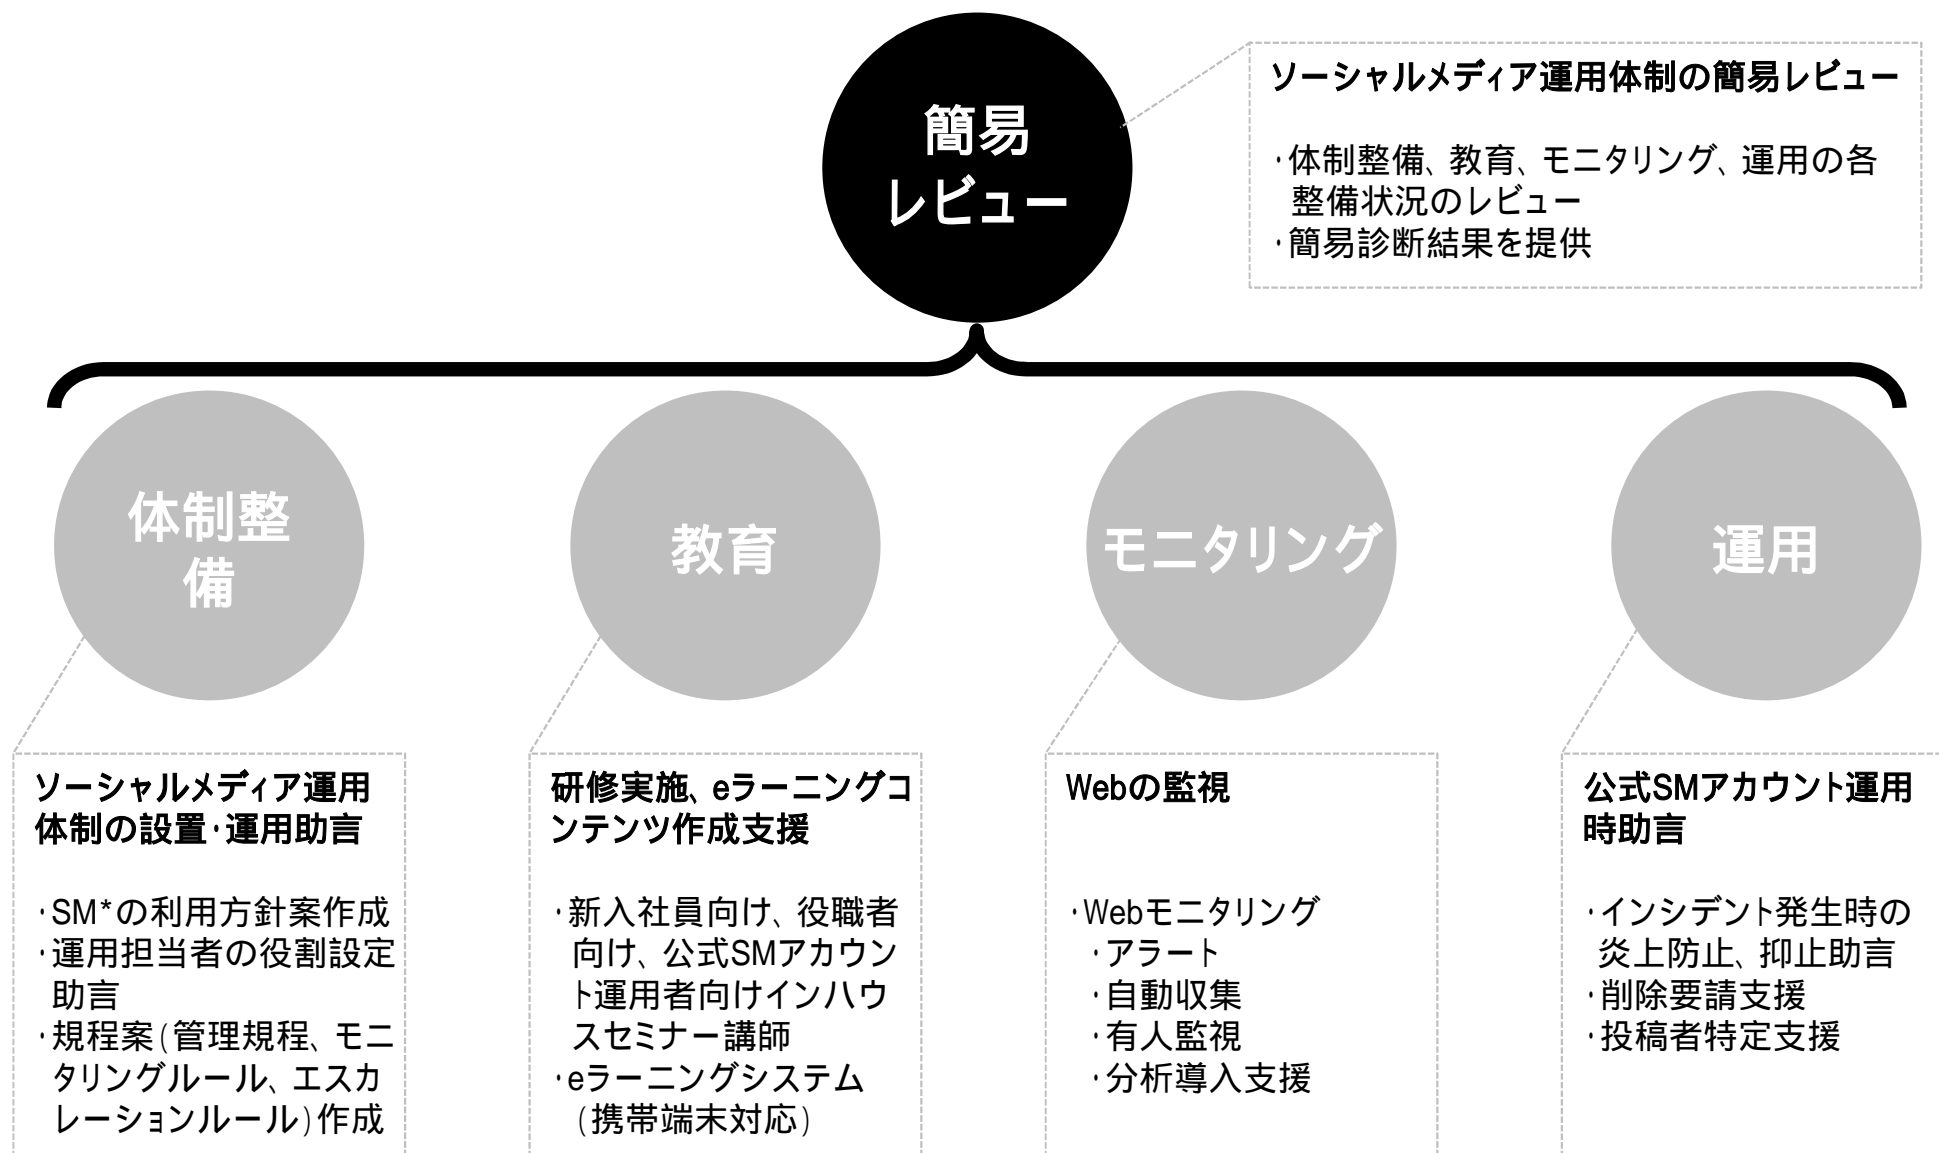 簡易
レビュー
ソーシャルメディア運用体制の簡易レビュー
・体制整備、教育、モニタリング、運用の各
整備状況のレビュー
・簡易診断結果を提供
体制整
備
教育
モニタリング
運用
ソーシャルメディア運用
体制の設置・運用助言
・SM*の利用方針案作成
・運用担当者の役割設定
助言
・規程案(管理規程、モニ
タリングルール、エスカ
レーションルール)作成
研修実施、eラーニングコ
ンテンツ作成支援
・新入社員向け、役職者
向け、公式SMアカウン
ト運用者向けインハウ
スセミナー講師
・eラーニングシステム
(携帯端末対応)
Webの監視
・Webモニタリング
・アラート
・自動収集
・有人監視
・分析導入支援
公式SMアカウント運用
時助言
・インシデント発生時の
炎上防止、抑止助言
・削除要請支援
・投稿者特定支援